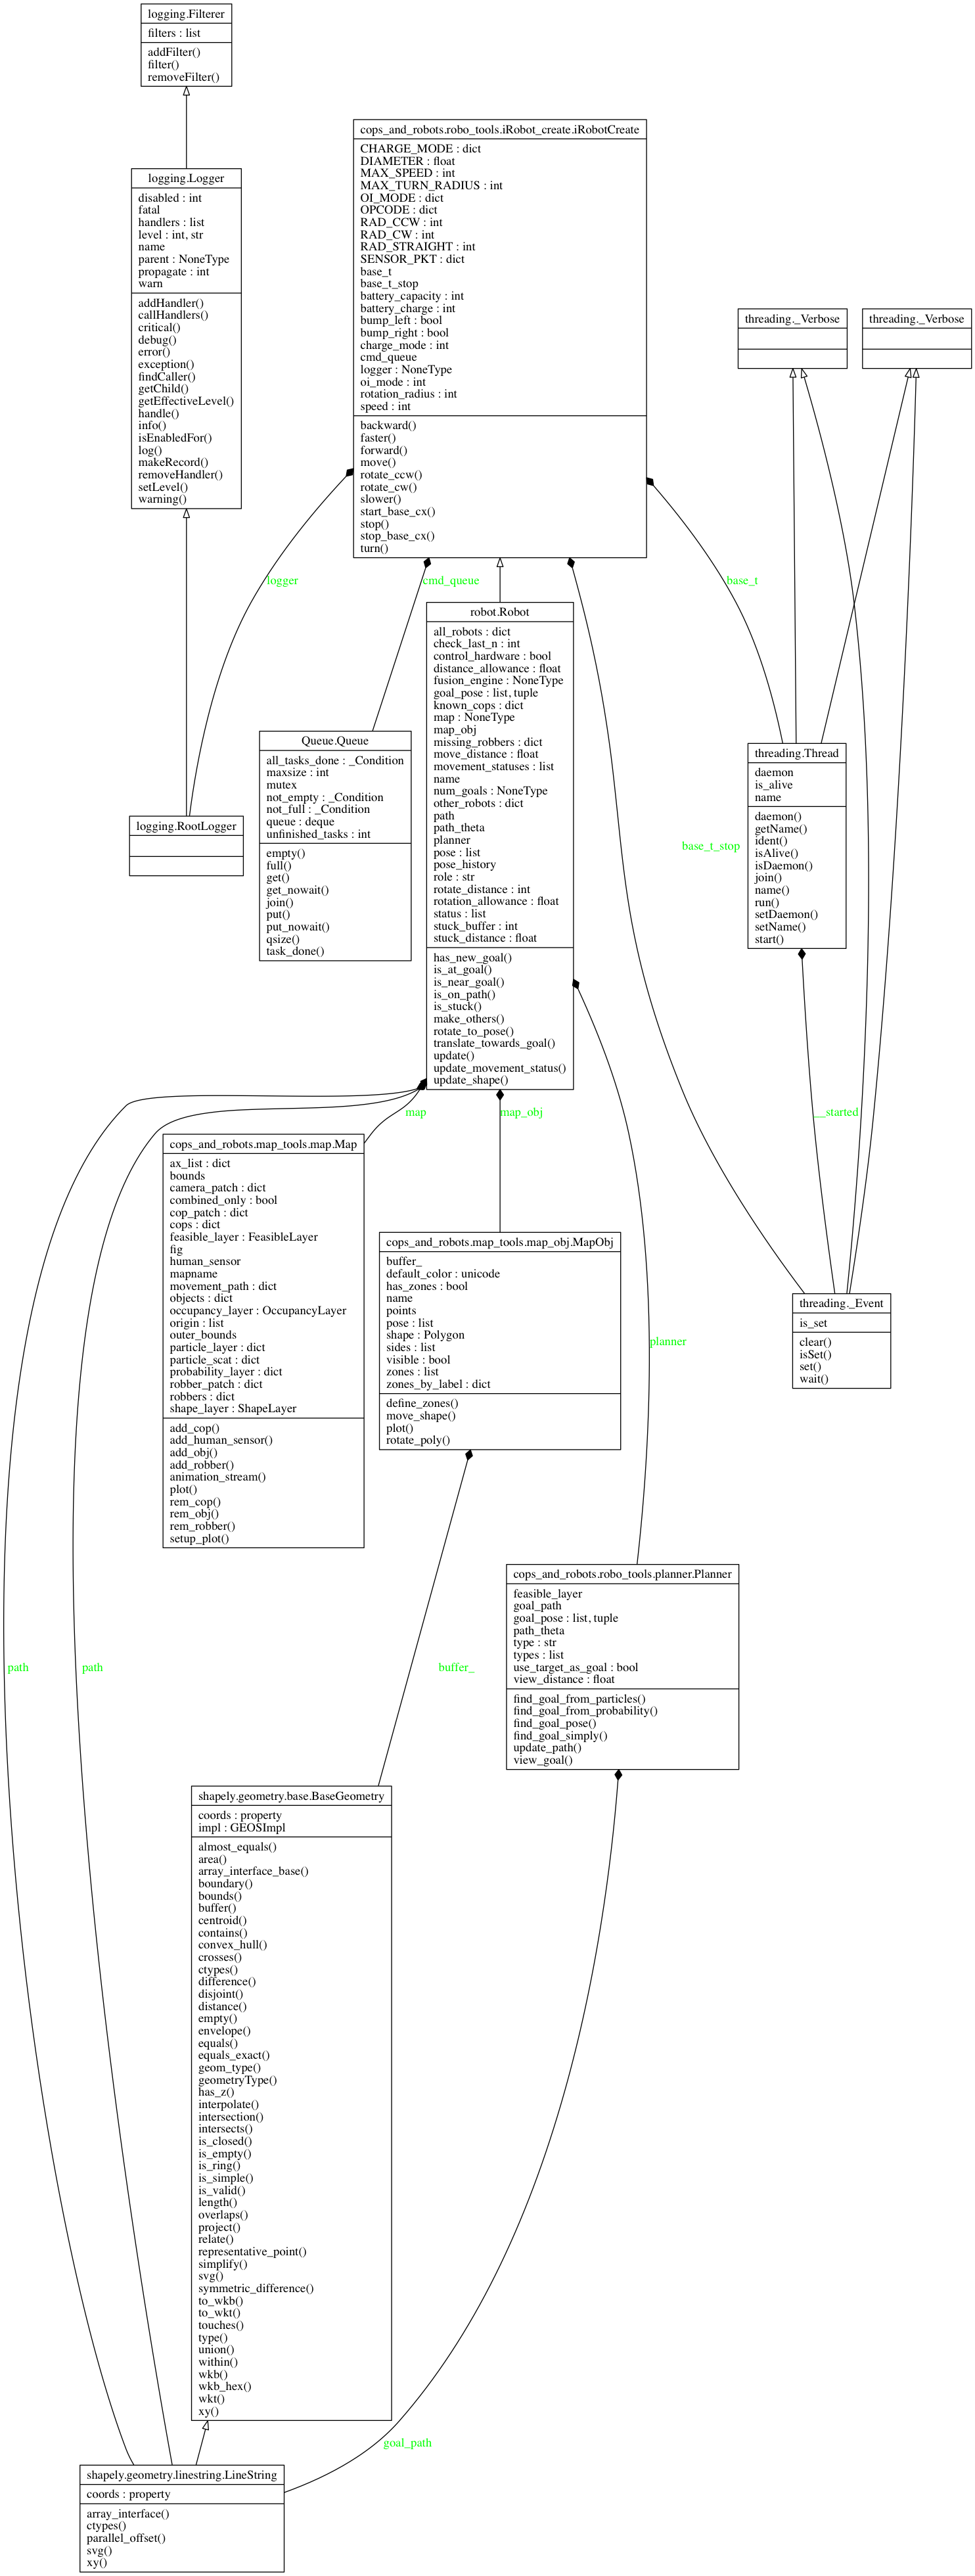 logging.Filterer
filters : list
addFilter()
filter()
removeFilter()
logging.Logger
disabled : int
fatal
handlers : list
level : int, str
name
parent : NoneType
propagate : int
warn
addHandler()
callHandlers()
critical()
debug()
error()
exception()
findCaller()
getChild()
getEffectiveLevel()
handle()
info()
isEnabledFor()
log()
makeRecord()
removeHandler()
setLevel()
warning()
cops_and_robots.robo_tools.iRobot_create.iRobotCreate
CHARGE_MODE : dict
DIAMETER : float
MAX_SPEED : int
MAX_TURN_RADIUS : int
OI_MODE : dict
OPCODE : dict
RAD_CCW : int
RAD_CW : int
RAD_STRAIGHT : int
SENSOR_PKT : dict
base_t
base_t_stop
battery_capacity : int
battery_charge : int
bump_left : bool
bump_right : bool
charge_mode : int
cmd_queue
logger : NoneType
oi_mode : int
rotation_radius : int
speed : int
backward()
faster()
forward()
move()
rotate_ccw()
rotate_cw()
slower()
start_base_cx()
stop()
stop_base_cx()
turn()
threading._Verbose
threading._Verbose
logger
cmd_queue
base_t
robot.Robot
all_robots : dict
check_last_n : int
control_hardware : bool
distance_allowance : float
fusion_engine : NoneType
goal_pose : list, tuple
known_cops : dict
map : NoneType
map_obj
missing_robbers : dict
move_distance : float
movement_statuses : list
name
num_goals : NoneType
other_robots : dict
path
path_theta
planner
pose : list
pose_history
role : str
rotate_distance : int
rotation_allowance : float
status : list
stuck_buffer : int
stuck_distance : float
has_new_goal()
is_at_goal()
is_near_goal()
is_on_path()
is_stuck()
make_others()
rotate_to_pose()
translate_towards_goal()
update()
update_movement_status()
update_shape()
Queue.Queue
all_tasks_done : _Condition
maxsize : int
mutex
not_empty : _Condition
not_full : _Condition
queue : deque
unfinished_tasks : int
empty()
full()
get()
get_nowait()
join()
put()
put_nowait()
qsize()
task_done()
logging.RootLogger
base_t_stop
threading.Thread
daemon
is_alive
name
daemon()
getName()
ident()
isAlive()
isDaemon()
join()
name()
run()
setDaemon()
setName()
start()
map
map_obj
__started
cops_and_robots.map_tools.map.Map
ax_list : dict
bounds
camera_patch : dict
combined_only : bool
cop_patch : dict
cops : dict
feasible_layer : FeasibleLayer
fig
human_sensor
mapname
movement_path : dict
objects : dict
occupancy_layer : OccupancyLayer
origin : list
outer_bounds
particle_layer : dict
particle_scat : dict
probability_layer : dict
robber_patch : dict
robbers : dict
shape_layer : ShapeLayer
add_cop()
add_human_sensor()
add_obj()
add_robber()
animation_stream()
plot()
rem_cop()
rem_obj()
rem_robber()
setup_plot()
cops_and_robots.map_tools.map_obj.MapObj
buffer_
default_color : unicode
has_zones : bool
name
points
pose : list
shape : Polygon
sides : list
visible : bool
zones : list
zones_by_label : dict
define_zones()
move_shape()
plot()
rotate_poly()
planner
threading._Event
is_set
clear()
isSet()
set()
wait()
cops_and_robots.robo_tools.planner.Planner
feasible_layer
goal_path
goal_pose : list, tuple
path_theta
type : str
types : list
use_target_as_goal : bool
view_distance : float
find_goal_from_particles()
find_goal_from_probability()
find_goal_pose()
find_goal_simply()
update_path()
view_goal()
path
path
buffer_
shapely.geometry.base.BaseGeometry
coords : property
impl : GEOSImpl
almost_equals()
area()
array_interface_base()
boundary()
bounds()
buffer()
centroid()
contains()
convex_hull()
crosses()
ctypes()
difference()
disjoint()
distance()
empty()
envelope()
equals()
equals_exact()
geom_type()
geometryType()
has_z()
interpolate()
intersection()
intersects()
is_closed()
is_empty()
is_ring()
is_simple()
is_valid()
length()
overlaps()
project()
relate()
representative_point()
simplify()
svg()
symmetric_difference()
to_wkb()
to_wkt()
touches()
type()
union()
within()
wkb()
wkb_hex()
wkt()
xy()
goal_path
shapely.geometry.linestring.LineString
coords : property
array_interface()
ctypes()
parallel_offset()
svg()
xy()